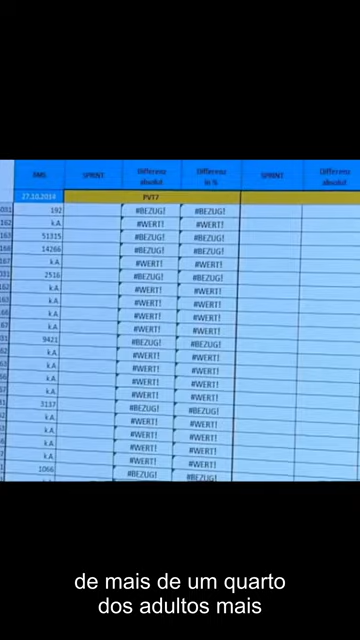 RMS SPRINT Differenz absolut Differenz in % SPRINT Differenz absolut
27.10.2014 PVT7
192 #BEZUG! #BEZUG!
k.A. #WERT! #WERT!
51315 #BEZUG! #BEZUG!
14266 #BEZUG! #BEZUG!
k.A. #WERT! #WERT!
2516 #BEZUG! #BEZUG!
k.A. #WERT! #WERT!
k.A. #WERT! #WERT!
k.A. #WERT! #WERT!
k.A. #WERT! #WERT!
9421 #BEZUG! #BEZUG!
k.A. #WERT! #WERT!
k.A. #WERT! #WERT!
k.A. #WERT! #WERT!
k.A. #WERT! #WERT!
3137 #BEZUG! #BEZUG!
k.A. #WERT! #WERT!
k.A. #WERT! #WERT!
k.A. #WERT! #WERT!
k.A. #WERT! #WERT!
1066 #BEZUG! #BEZUG!
de mais de um quarto
dos adultos mais